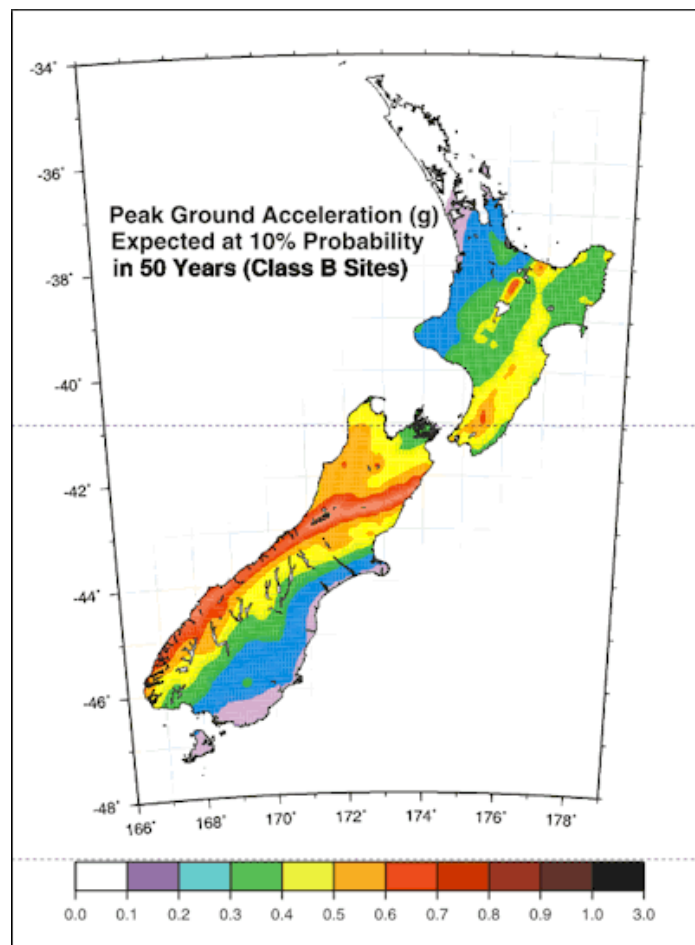 -34°
-36°
Peak Ground Acceleration (g)
Expected at 10% Probability
in 50 Years (Class B Sites)
-38°
-40°
-42°
-44°
-46°
-48°
166° 168° 170° 172° 174° 176° 178°
0.0 0.1 0.2 0.3 0.4 0.5 0.6 0.7 0.8 0.9 1.0 3.0